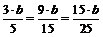 3-b/5 = 9-b/15 = 15-b/25